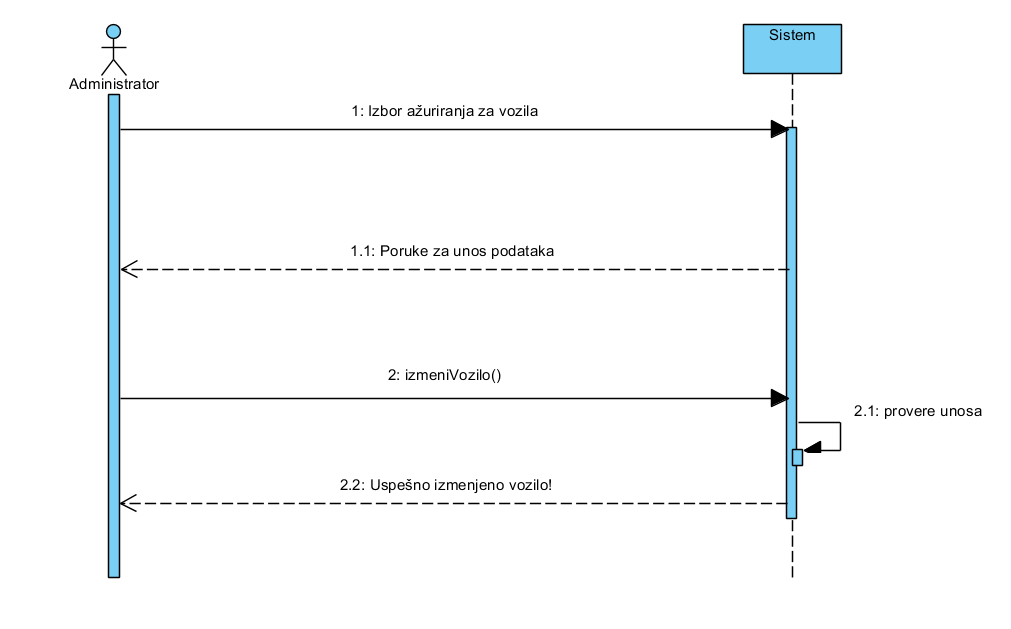 Administrator
Sistem
1: Izbor ažuriranja za vozila
1.1: Poruke za unos podataka
2: izmeniVozilo()
2.1: provere unosa
2.2: Uspešno izmenjeno vozilo!